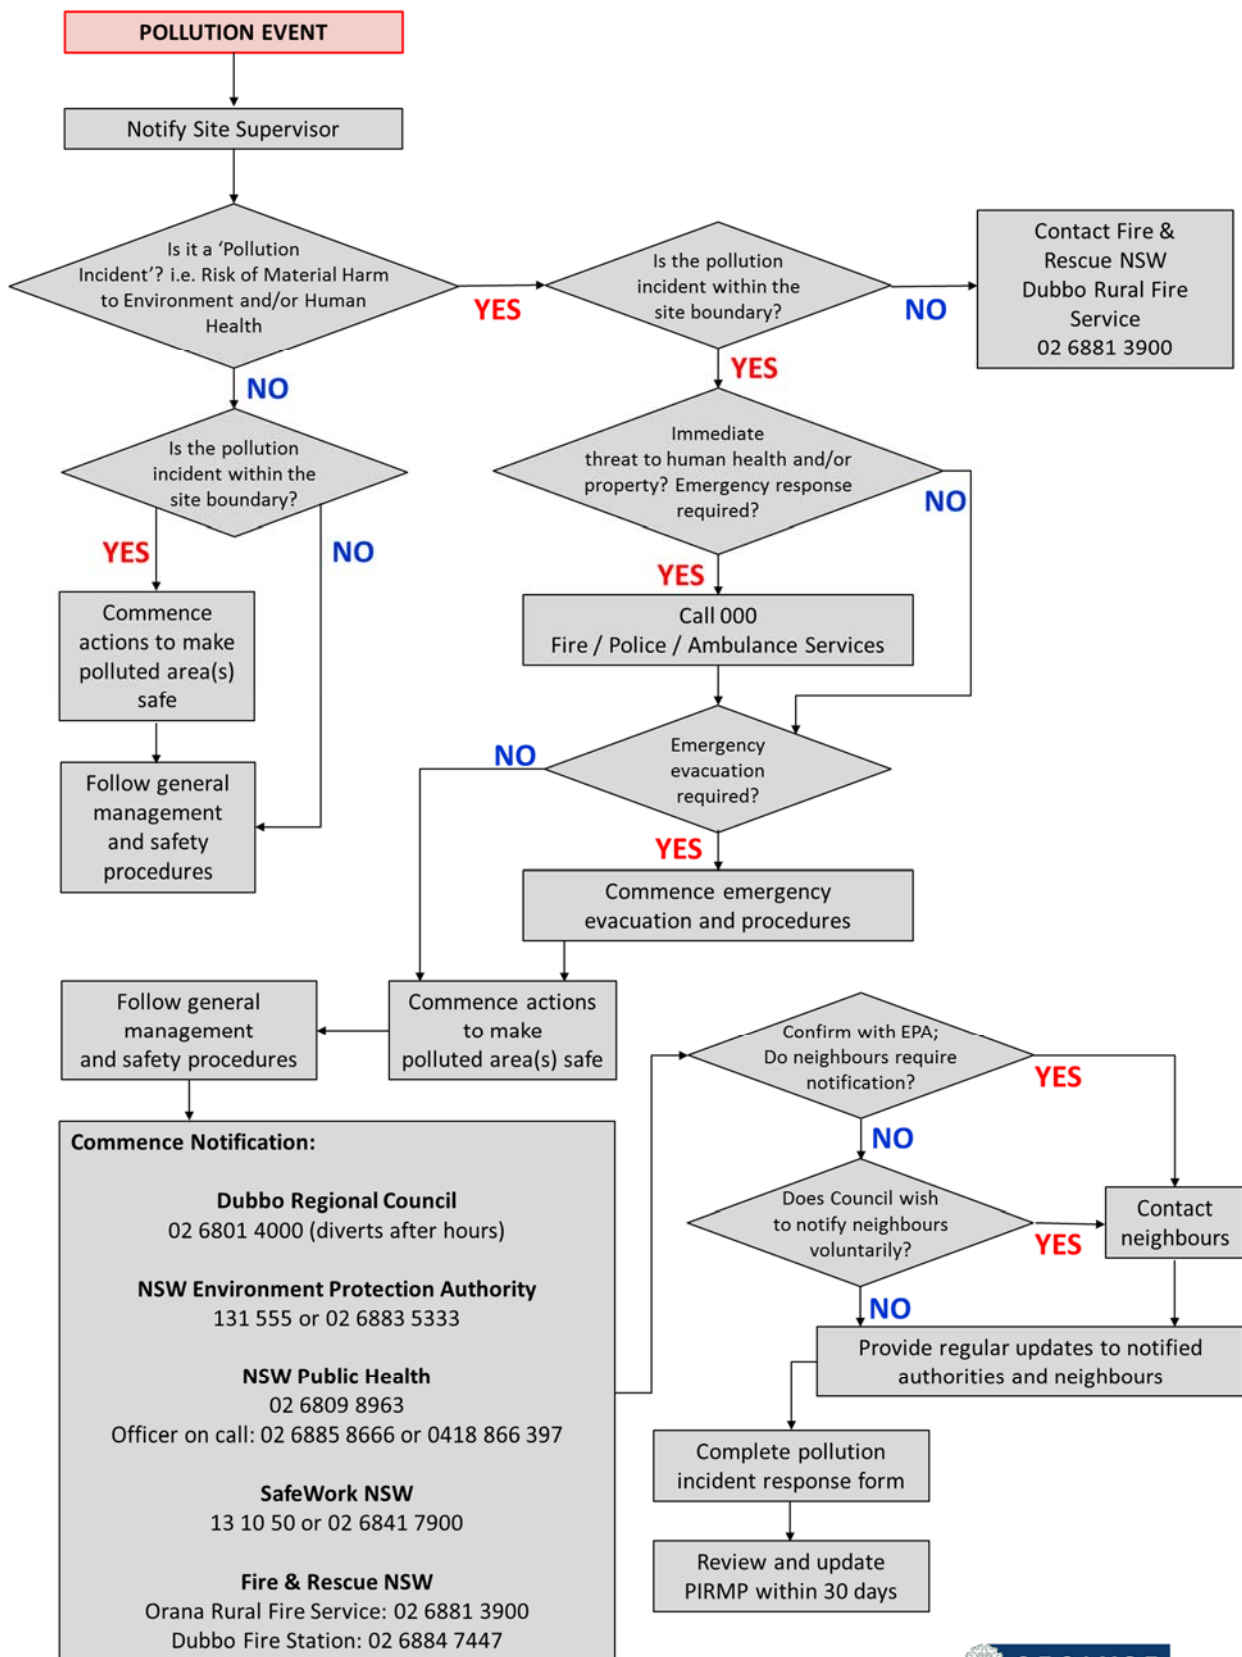 POLLUTION EVENT
Notify Site Supervisor
Is it a ‘Pollution
Incident’? i.e. Risk of Material Harm
to Environment and/or Human
Health
YES
Is the pollution
incident within the
site boundary?
NO
Contact Fire &
Rescue NSW
Dubbo Rural Fire
Service
02 6881 3900
NO
YES
Is the pollution
incident within the
site boundary?
Immediate
threat to human health and/or
property? Emergency response
required?
NO
YES
NO
YES
Commence
actions to make
polluted area(s)
safe
Call 000
Fire / Police / Ambulance Services
Follow general
management
and safety
procedures
NO
Emergency
evacuation
required?
YES
Commence emergency
evacuation and procedures
Follow general
management
and safety procedures
Commence actions
to make
polluted area(s) safe
Confirm with EPA;
Do neighbours require
notification?
YES
NO
Commence Notification:
Dubbo Regional Council
02 6801 4000 (diverts after hours)
NSW Environment Protection Authority
131 555 or 02 6883 5333
NSW Public Health
02 6809 8963
Officer on call: 02 6885 8666 or 0418 866 397
SafeWork NSW
13 10 50 or 02 6841 7900
Fire & Rescue NSW
Orana Rural Fire Service: 02 6881 3900
Dubbo Fire Station: 02 6884 7447
Does Council wish
to notify neighbours
voluntarily?
YES
Contact
neighbours
NO
Provide regular updates to notified
authorities and neighbours
Complete pollution
incident response form
Review and update
PIRMP within 30 days